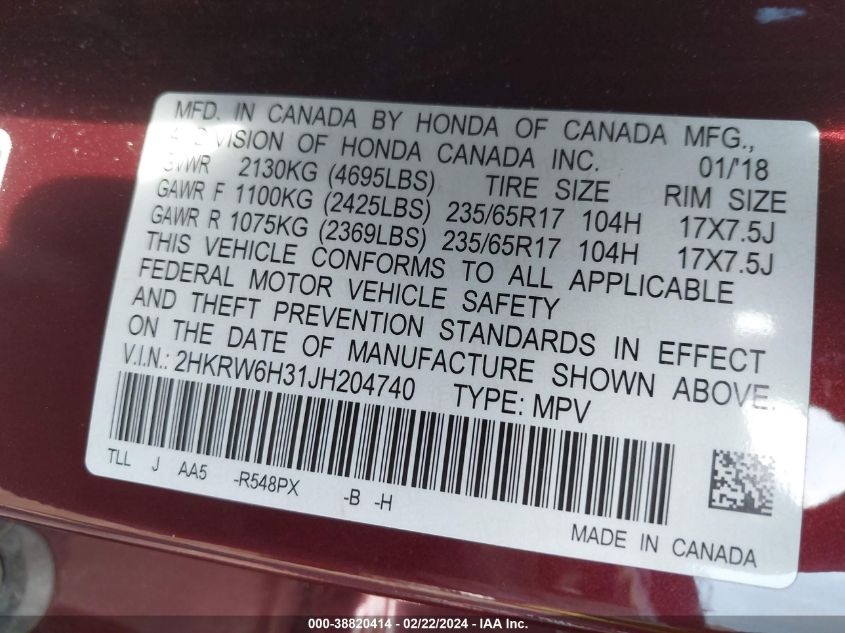 MFD. IN CANADA BY HONDA OF CANADA MFG.,
A DIVISION OF HONDA CANADA INC. 01/'18
GVWR 2130KG (4695LBS) TIRE SIZE RIM SIZE
GAWR F 1100KG (2425LBS) 235/65R17 104H 17X7.5J
GAWR R 1075KG (2369LBS) 235/65R17 104H 17X7.5J
THIS VEHICLE CONFORMS TO ALL APPLICABLE
FEDERAL MOTOR VEHICLE SAFETY
AND THEFT PREVENTION STANDARDS IN EFFECT
ON THE DATE OF MANUFACTURE SHOWN ABOVE.
V.I.N.: 2HKRW6H31JH204740 TYPE: MPV
TLL J AA5 -R548PX -B -H
MADE IN CANADA
000-38820414 - 02/22/2024 - IAA Inc.